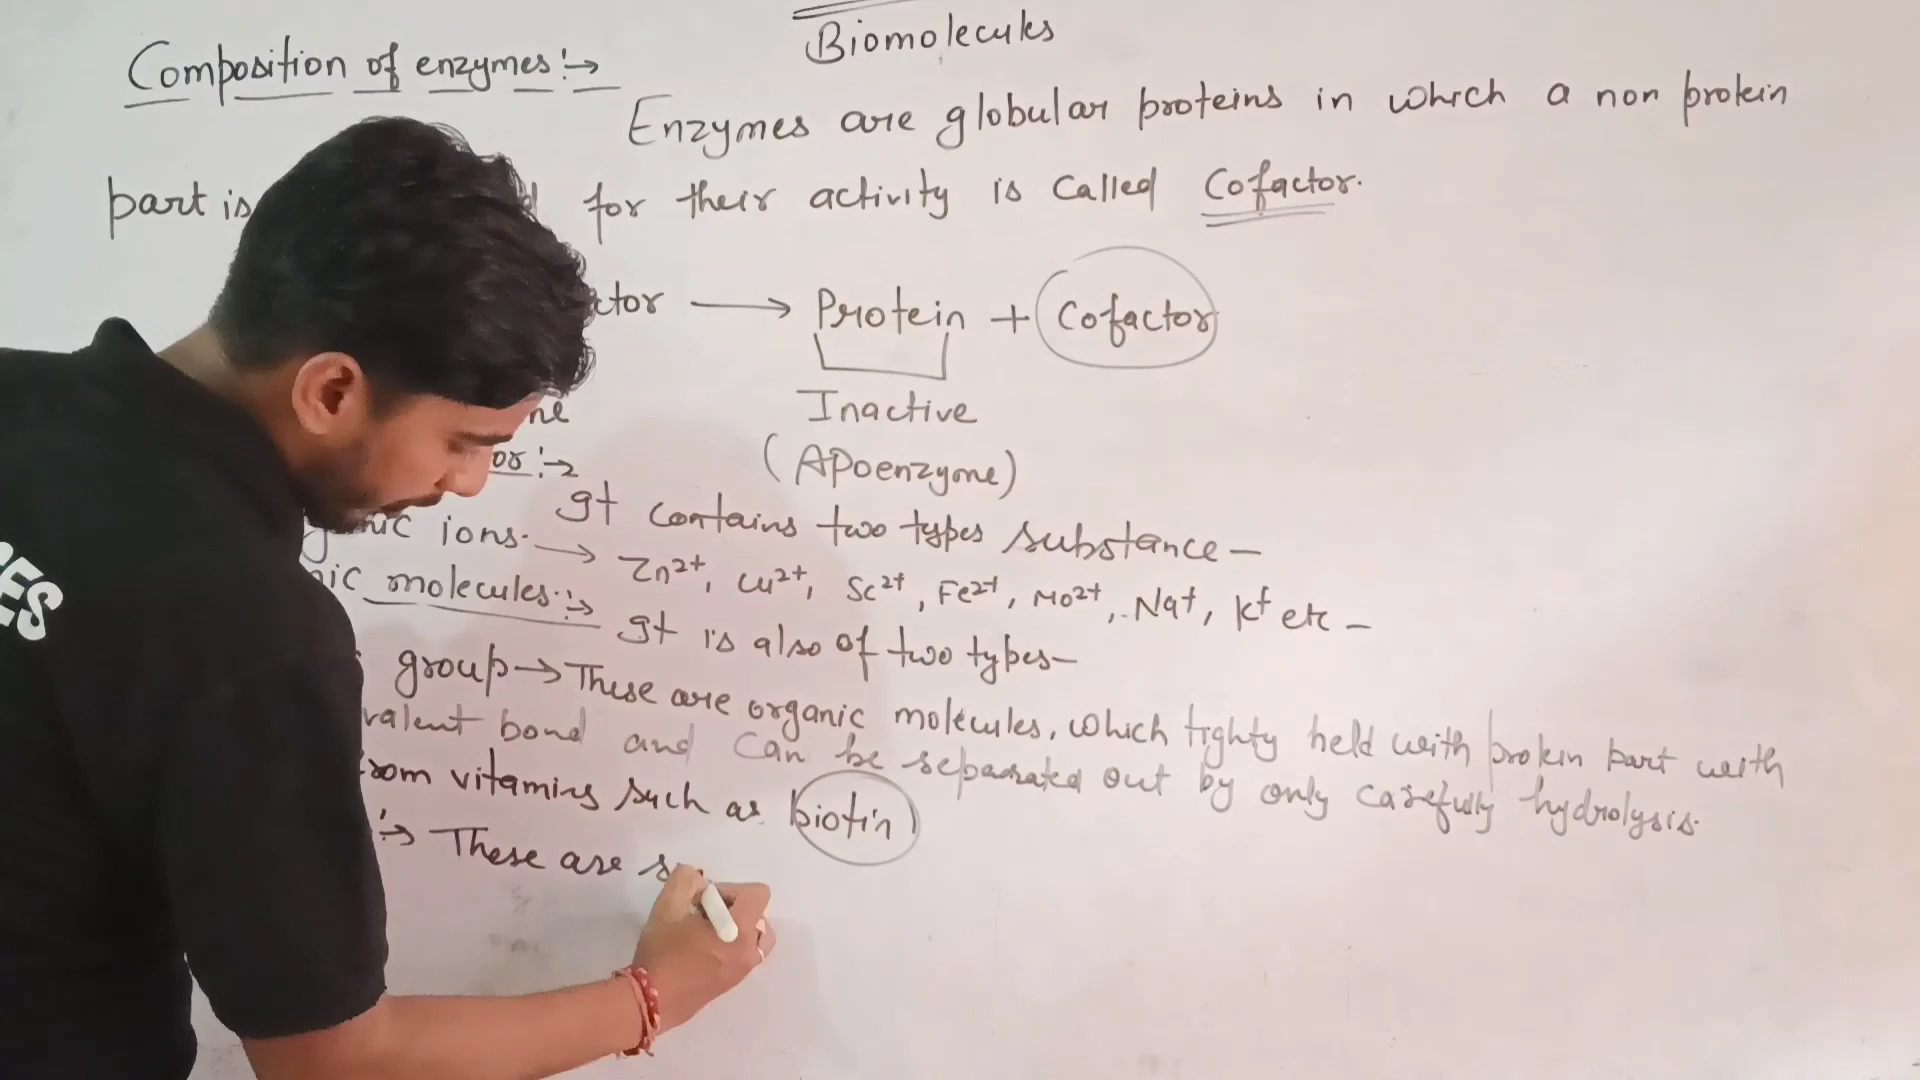 Biomolecules
Composition of enzymes:→
Enzymes are globular proteins in which a non protein
part is for their activity is called Cofactor.
ctor → Protein + Cofactor
ne Inactive
(Apoenzyme)
or:→
It contains two types substance-
nic ions. → Zn2+, Cu2+, Sc2+, Fe2+, Mo2+, Na+, K+ etc -
nic molecules:→ It is also of two types-
group → These are organic molecules, which tighty held with protein part with
valent bond and can be separated out by only carefully hydrolysis.
rom vitamins such as biotin
:→ These are s
ES